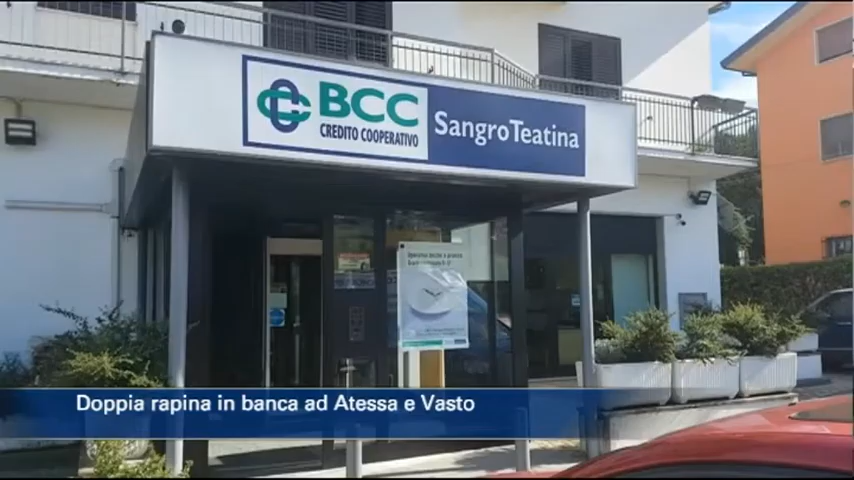 BCC
CREDITO COOPERATIVO
SangroTeatina
Doppia rapina in banca ad Atessa e Vasto